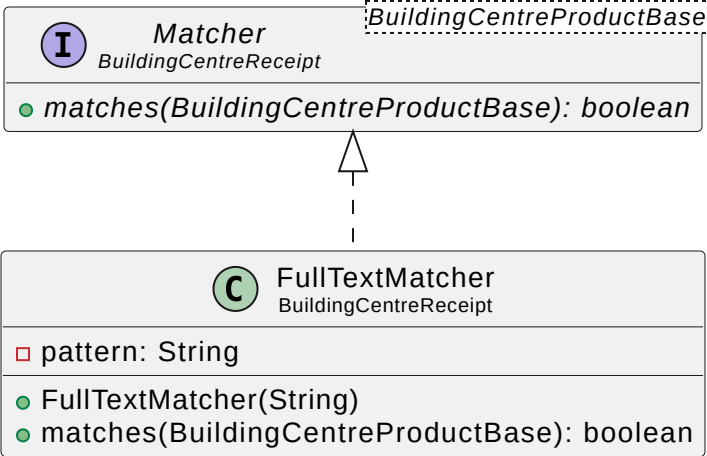 BuildingCentreProductBase
I
Matcher
BuildingCentreReceipt
matches(BuildingCentreProductBase): boolean
C
FullTextMatcher
BuildingCentreReceipt
pattern: String
FullTextMatcher(String)
matches(BuildingCentreProductBase): boolean